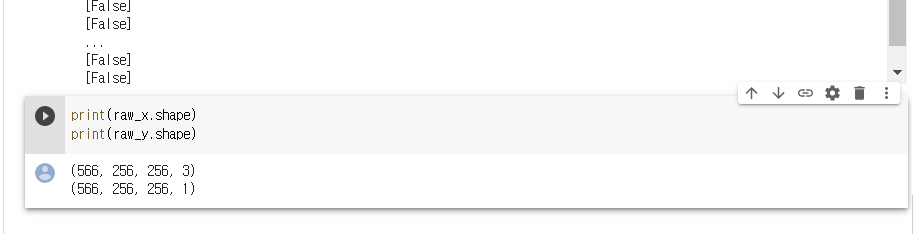 [False]
[False]
...
[False]
[False]
print(raw_x.shape)
print(raw_y.shape)
(566, 256, 256, 3)
(566, 256, 256, 1)